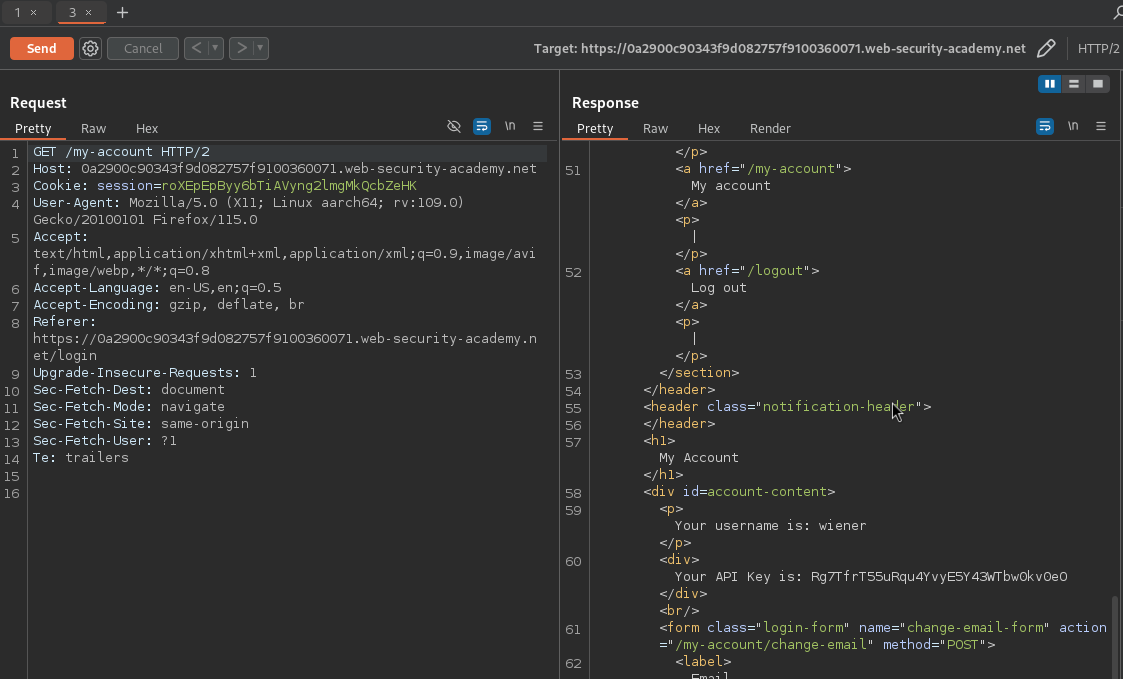 1 ×
3 ×
+
Send
Cancel
< ▾
> ▾
Target: https://0a2900c90343f9d082757f9100360071.web-security-academy.net
HTTP/2
Request
Pretty
Raw
Hex
\n
1 GET /my-account HTTP/2
2 Host: 0a2900c90343f9d082757f9100360071.web-security-academy.net
3 Cookie: session=roXEpEpByy6bTiAVyng2lmgMkQcbZeHK
4 User-Agent: Mozilla/5.0 (X11; Linux aarch64; rv:109.0)
Gecko/20100101 Firefox/115.0
5 Accept:
text/html,application/xhtml+xml,application/xml;q=0.9,image/avi
f,image/webp,*/*;q=0.8
6 Accept-Language: en-US,en;q=0.5
7 Accept-Encoding: gzip, deflate, br
8 Referer:
https://0a2900c90343f9d082757f9100360071.web-security-academy.n
et/login
9 Upgrade-Insecure-Requests: 1
10 Sec-Fetch-Dest: document
11 Sec-Fetch-Mode: navigate
12 Sec-Fetch-Site: same-origin
13 Sec-Fetch-User: ?1
14 Te: trailers
15
16
Response
Pretty
Raw
Hex
Render
\n
</p>
51 <a href="/my-account">
My account
</a>
<p>
|
</p>
52 <a href="/logout">
Log out
</a>
<p>
|
</p>
53 </section>
54 </header>
55 <header class="notification-header">
56 </header>
57 <h1>
My Account
</h1>
58 <div id=account-content>
59 <p>
Your username is: wiener
</p>
60 <div>
Your API Key is: Rg7TfrT55uRqu4YvyE5Y43WTbw0kv0eO
</div>
<br/>
61 <form class="login-form" name="change-email-form" action
="/my-account/change-email" method="POST">
62 <label>
Email